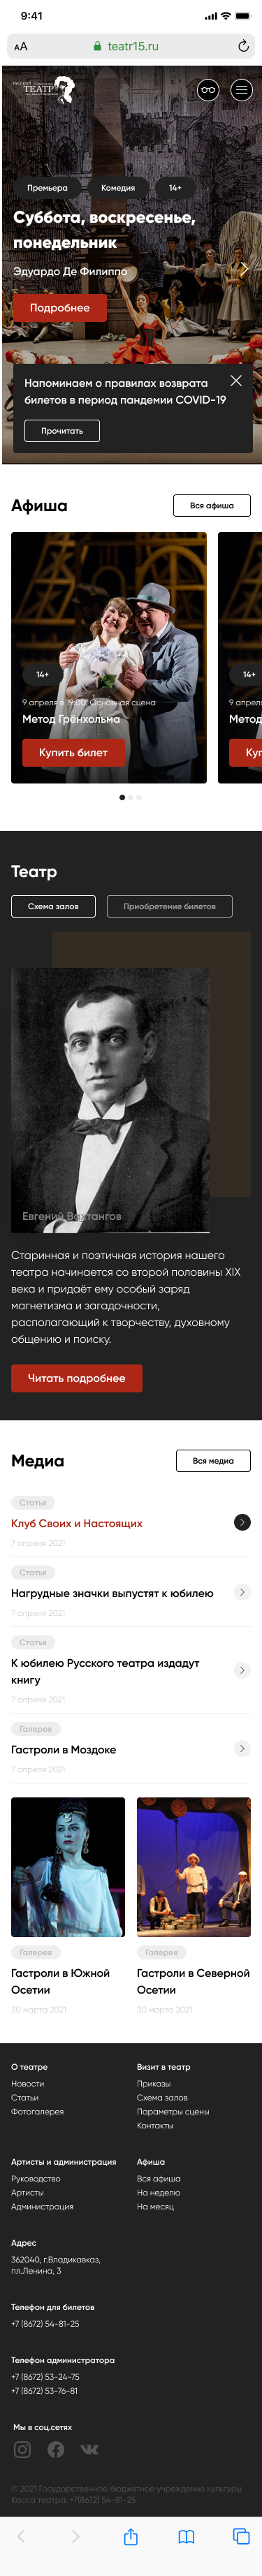 9:41
AA teatr15.ru
РУССКИЙ
ТЕАТР
Премьера Комедия 14+
Суббота, воскресенье,
понедельник
Эдуардо Де Филиппо
Подробнее
Напоминаем о правилах возврата
билетов в период пандемии COVID-19
Прочитать
Афиша Вся афиша
14+
9 апреля в 19:00, Основная сцена
Метод Грёнхольма
Купить билет
14+
9 апреля
Метод
Куп
Театр
Схема залов Приобретение билетов
Евгений Вахтангов
Старинная и поэтичная история нашего
театра начинается со второй половины XIX
века и придаёт ему особый заряд
магнетизма и загадочности,
располагающий к творчеству, духовному
общению и поиску.
Читать подробнее
Медиа Вся медиа
Статья
Клуб Своих и Настоящих
7 апреля 2021
Статья
Нагрудные значки выпустят к юбилею
7 апреля 2021
Статья
К юбилею Русского театра издадут
книгу
7 апреля 2021
Галерея
Гастроли в Моздоке
7 апреля 2021
Галерея
Гастроли в Южной
Осетии
30 марта 2021
Галерея
Гастроли в Северной
Осетии
30 марта 2021
О театре
Новости
Статьи
Фотогалерея
Визит в театр
Приказы
Схема залов
Параметры сцены
Контакты
Артисты и администрация
Руководство
Артисты
Администрация
Афиша
Вся афиша
На неделю
На месяц
Адрес
362040, г.Владикавказ,
пл.Ленина, 3
Телефон для билетов
+7 (8672) 54-81-25
Телефон администратора
+7 (8672) 53-24-75
+7 (8672) 53-76-81
Мы в соц.сетях
© 2021 Государственное бюджетное учреждение культуры
Касса театра: +7(8672) 54-81-25